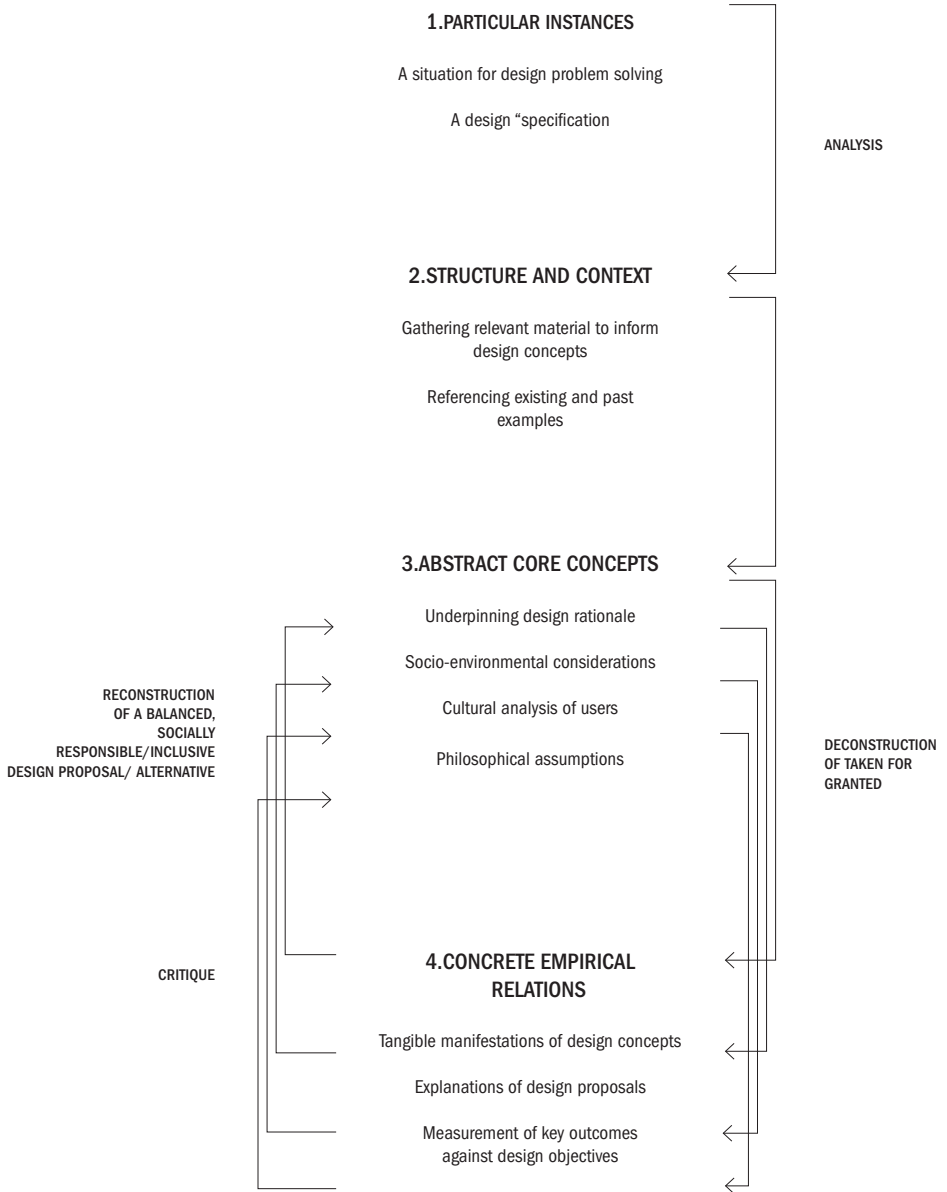 1.PARTICULAR INSTANCES
A situation for design problem solving
A design “specification
ANALYSIS
2.STRUCTURE AND CONTEXT
Gathering relevant material to inform
design concepts
Referencing existing and past
examples
3.ABSTRACT CORE CONCEPTS
Underpinning design rationale
Socio-environmental considerations
Cultural analysis of users
Philosophical assumptions
RECONSTRUCTION
OF A BALANCED,
SOCIALLY
RESPONSIBLE/INCLUSIVE
DESIGN PROPOSAL/ ALTERNATIVE
DECONSTRUCTION
OF TAKEN FOR
GRANTED
CRITIQUE
4.CONCRETE EMPIRICAL
RELATIONS
Tangible manifestations of design concepts
Explanations of design proposals
Measurement of key outcomes
against design objectives